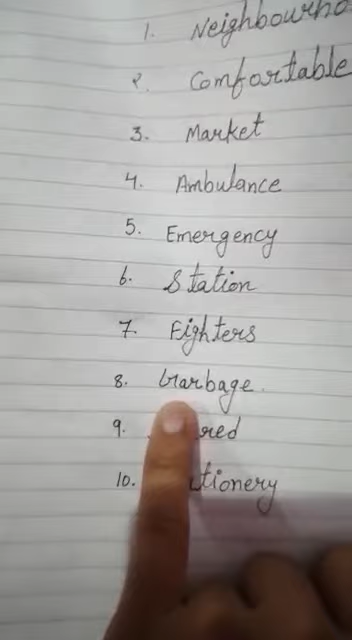 1. Neighbourho
2. Comfortable
3. Market
4. Ambulance
5. Emergency
6. Station
7. Fighters
8. Garbage.
9.
10.